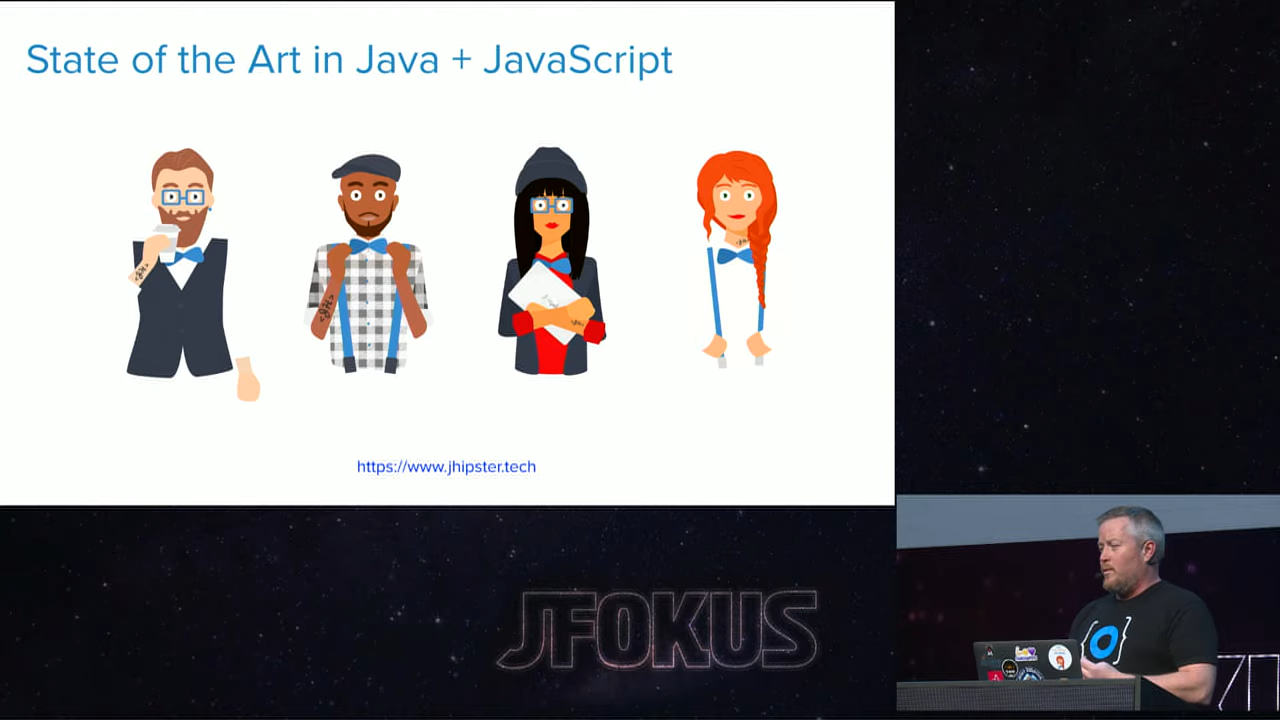 State of the Art in Java + JavaScript
https://www.jhipster.tech
JFOKUS